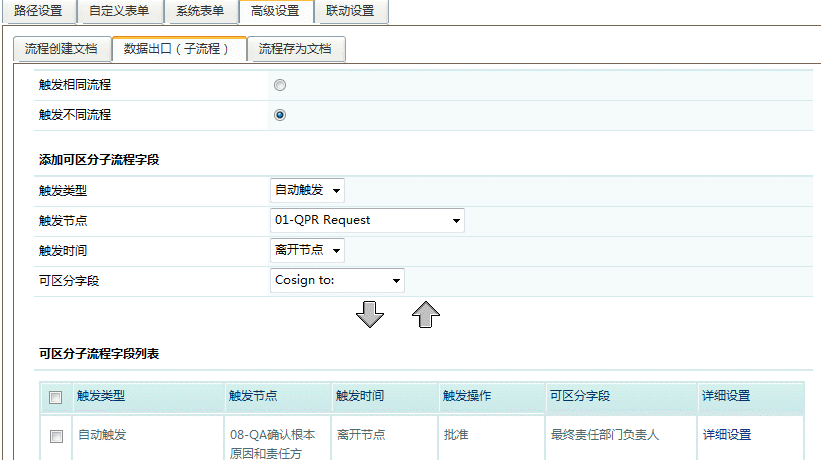 路径设置 自定义表单 系统表单 高级设置 联动设置
流程创建文档 数据出口（子流程） 流程存为文档
触发相同流程
触发不同流程
添加可区分子流程字段
触发类型 自动触发
触发节点 01-QPR Request
触发时间 离开节点
可区分字段 Cosign to:
可区分子流程字段列表
触发类型 触发节点 触发时间 触发操作 可区分字段 详细设置
自动触发 08-QA确认根本 离开节点 批准 最终责任部门负责人 详细设置
原因和责任方